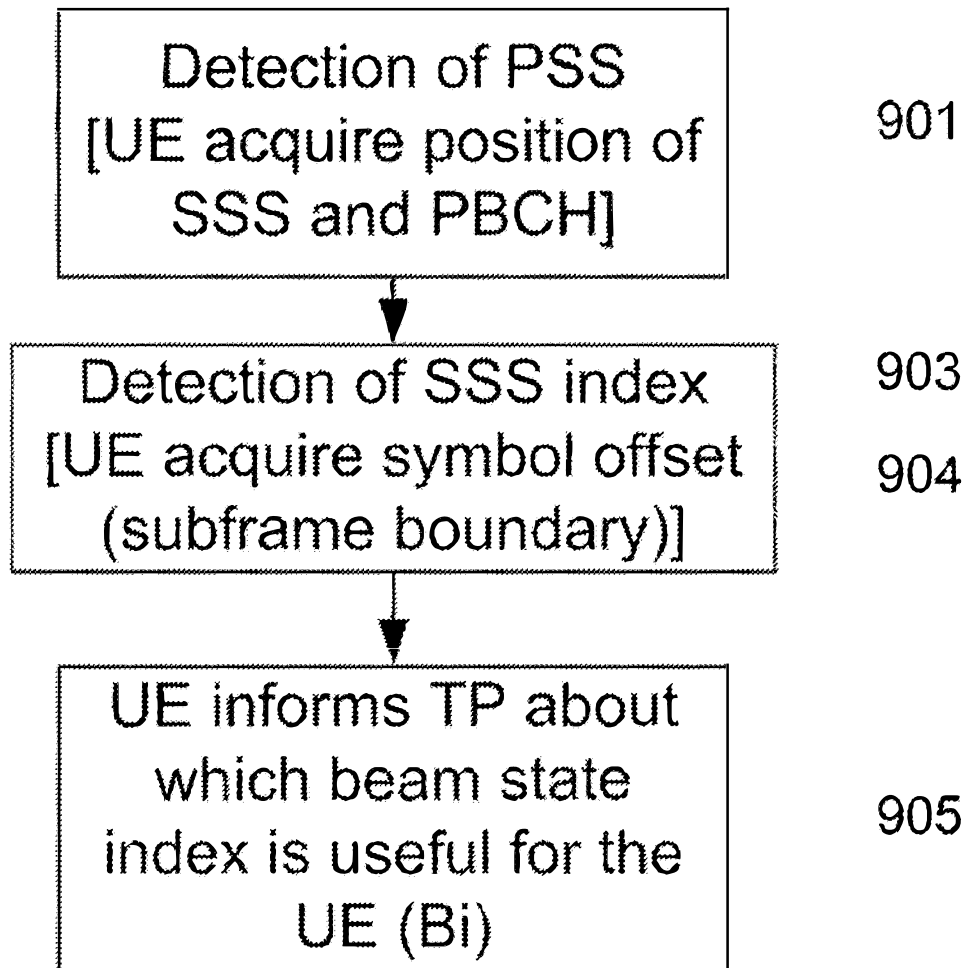 Detection of PSS
[UE acquire position of
SSS and PBCH]
901
Detection of SSS index
[UE acquire symbol offset
(subframe boundary)]
903
904
UE informs TP about
which beam state
index is useful for the
UE (Bi)
905